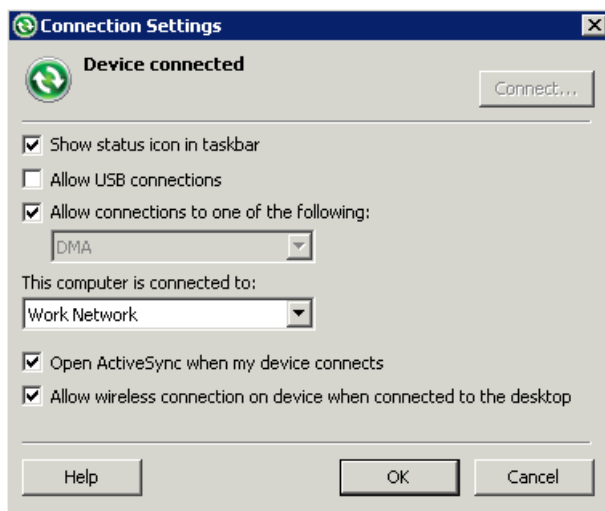 Connection Settings
Device connected
Connect...
Show status icon in taskbar
Allow USB connections
Allow connections to one of the following:
DMA
This computer is connected to:
Work Network
Open ActiveSync when my device connects
Allow wireless connection on device when connected to the desktop
Help OK Cancel